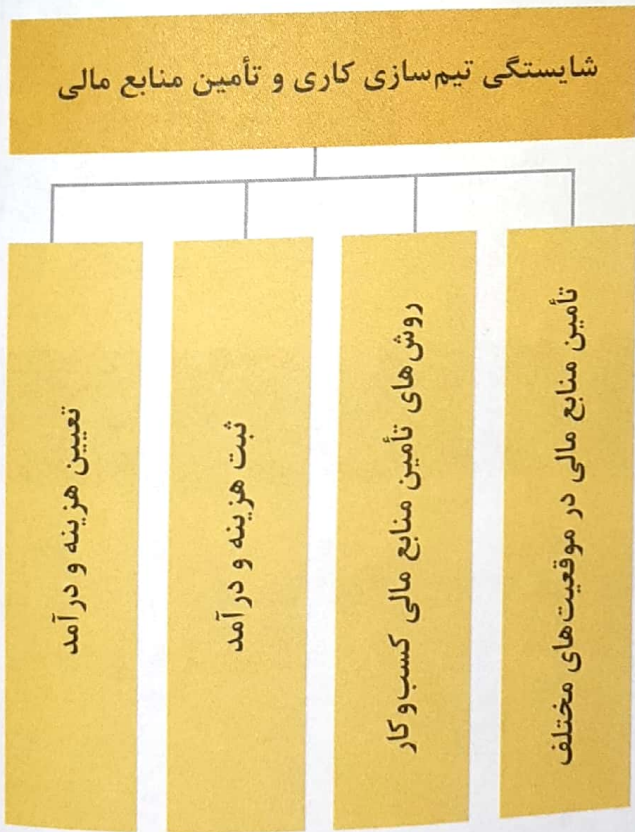 شایستگی تیم‌سازی کاری و تأمین منابع مالی
تأمین منابع مالی در موقعیت‌های مختلف
روش‌های تأمین منابع مالی کسب‌و‌کار
ثبت هزینه و درآمد
تعیین هزینه و درآمد